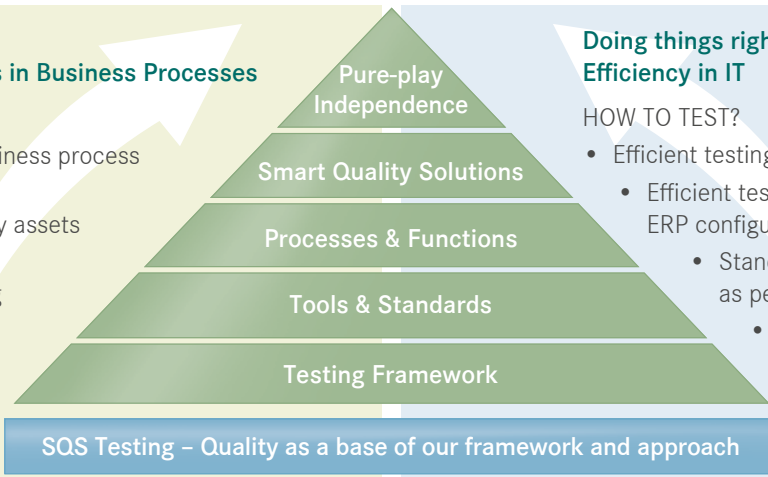 s in Business Processes
iness process
y assets
Pure-play
Independence
Smart Quality Solutions
Processes & Functions
Tools & Standards
Testing Framework
Doing things righ
Efficiency in IT
HOW TO TEST?
• Efficient testing
• Efficient tes
ERP configu
• Stan
as pe
•
SQS Testing – Quality as a base of our framework and approach